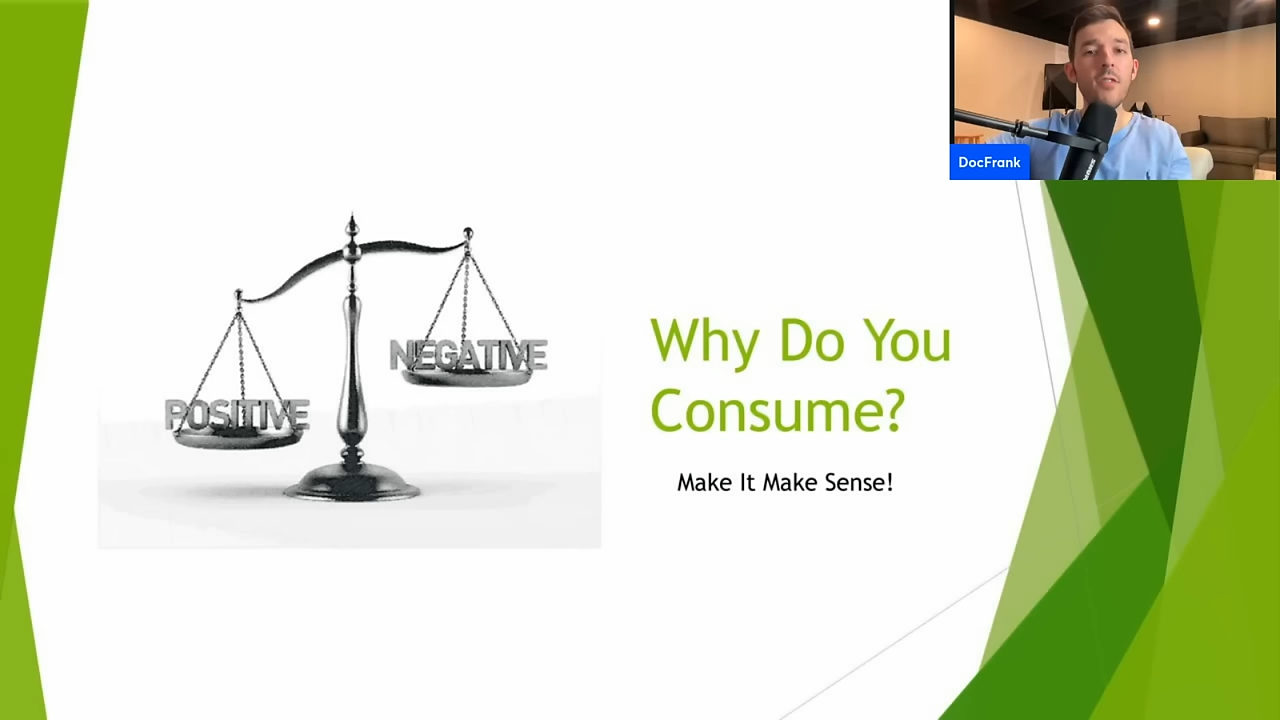 DocFrank
NEGATIVE
POSITIVE
Why Do You
Consume?
Make It Make Sense!